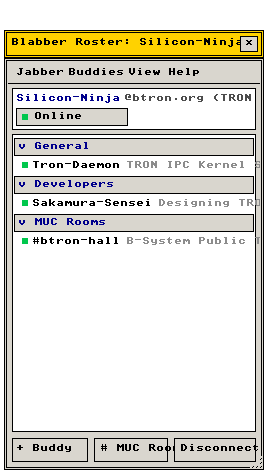 Blabber Roster: Silicon-Ninja
Jabber Buddies View Help
Silicon-Ninja @btron.org (TRON
Online
v General
Tron-Daemon TRON IPC Kernel S
v Developers
Sakamura-Sensei Designing TRO
v MUC Rooms
#btron-hall B-System Public T
+ Buddy # MUC Roo Disconnect